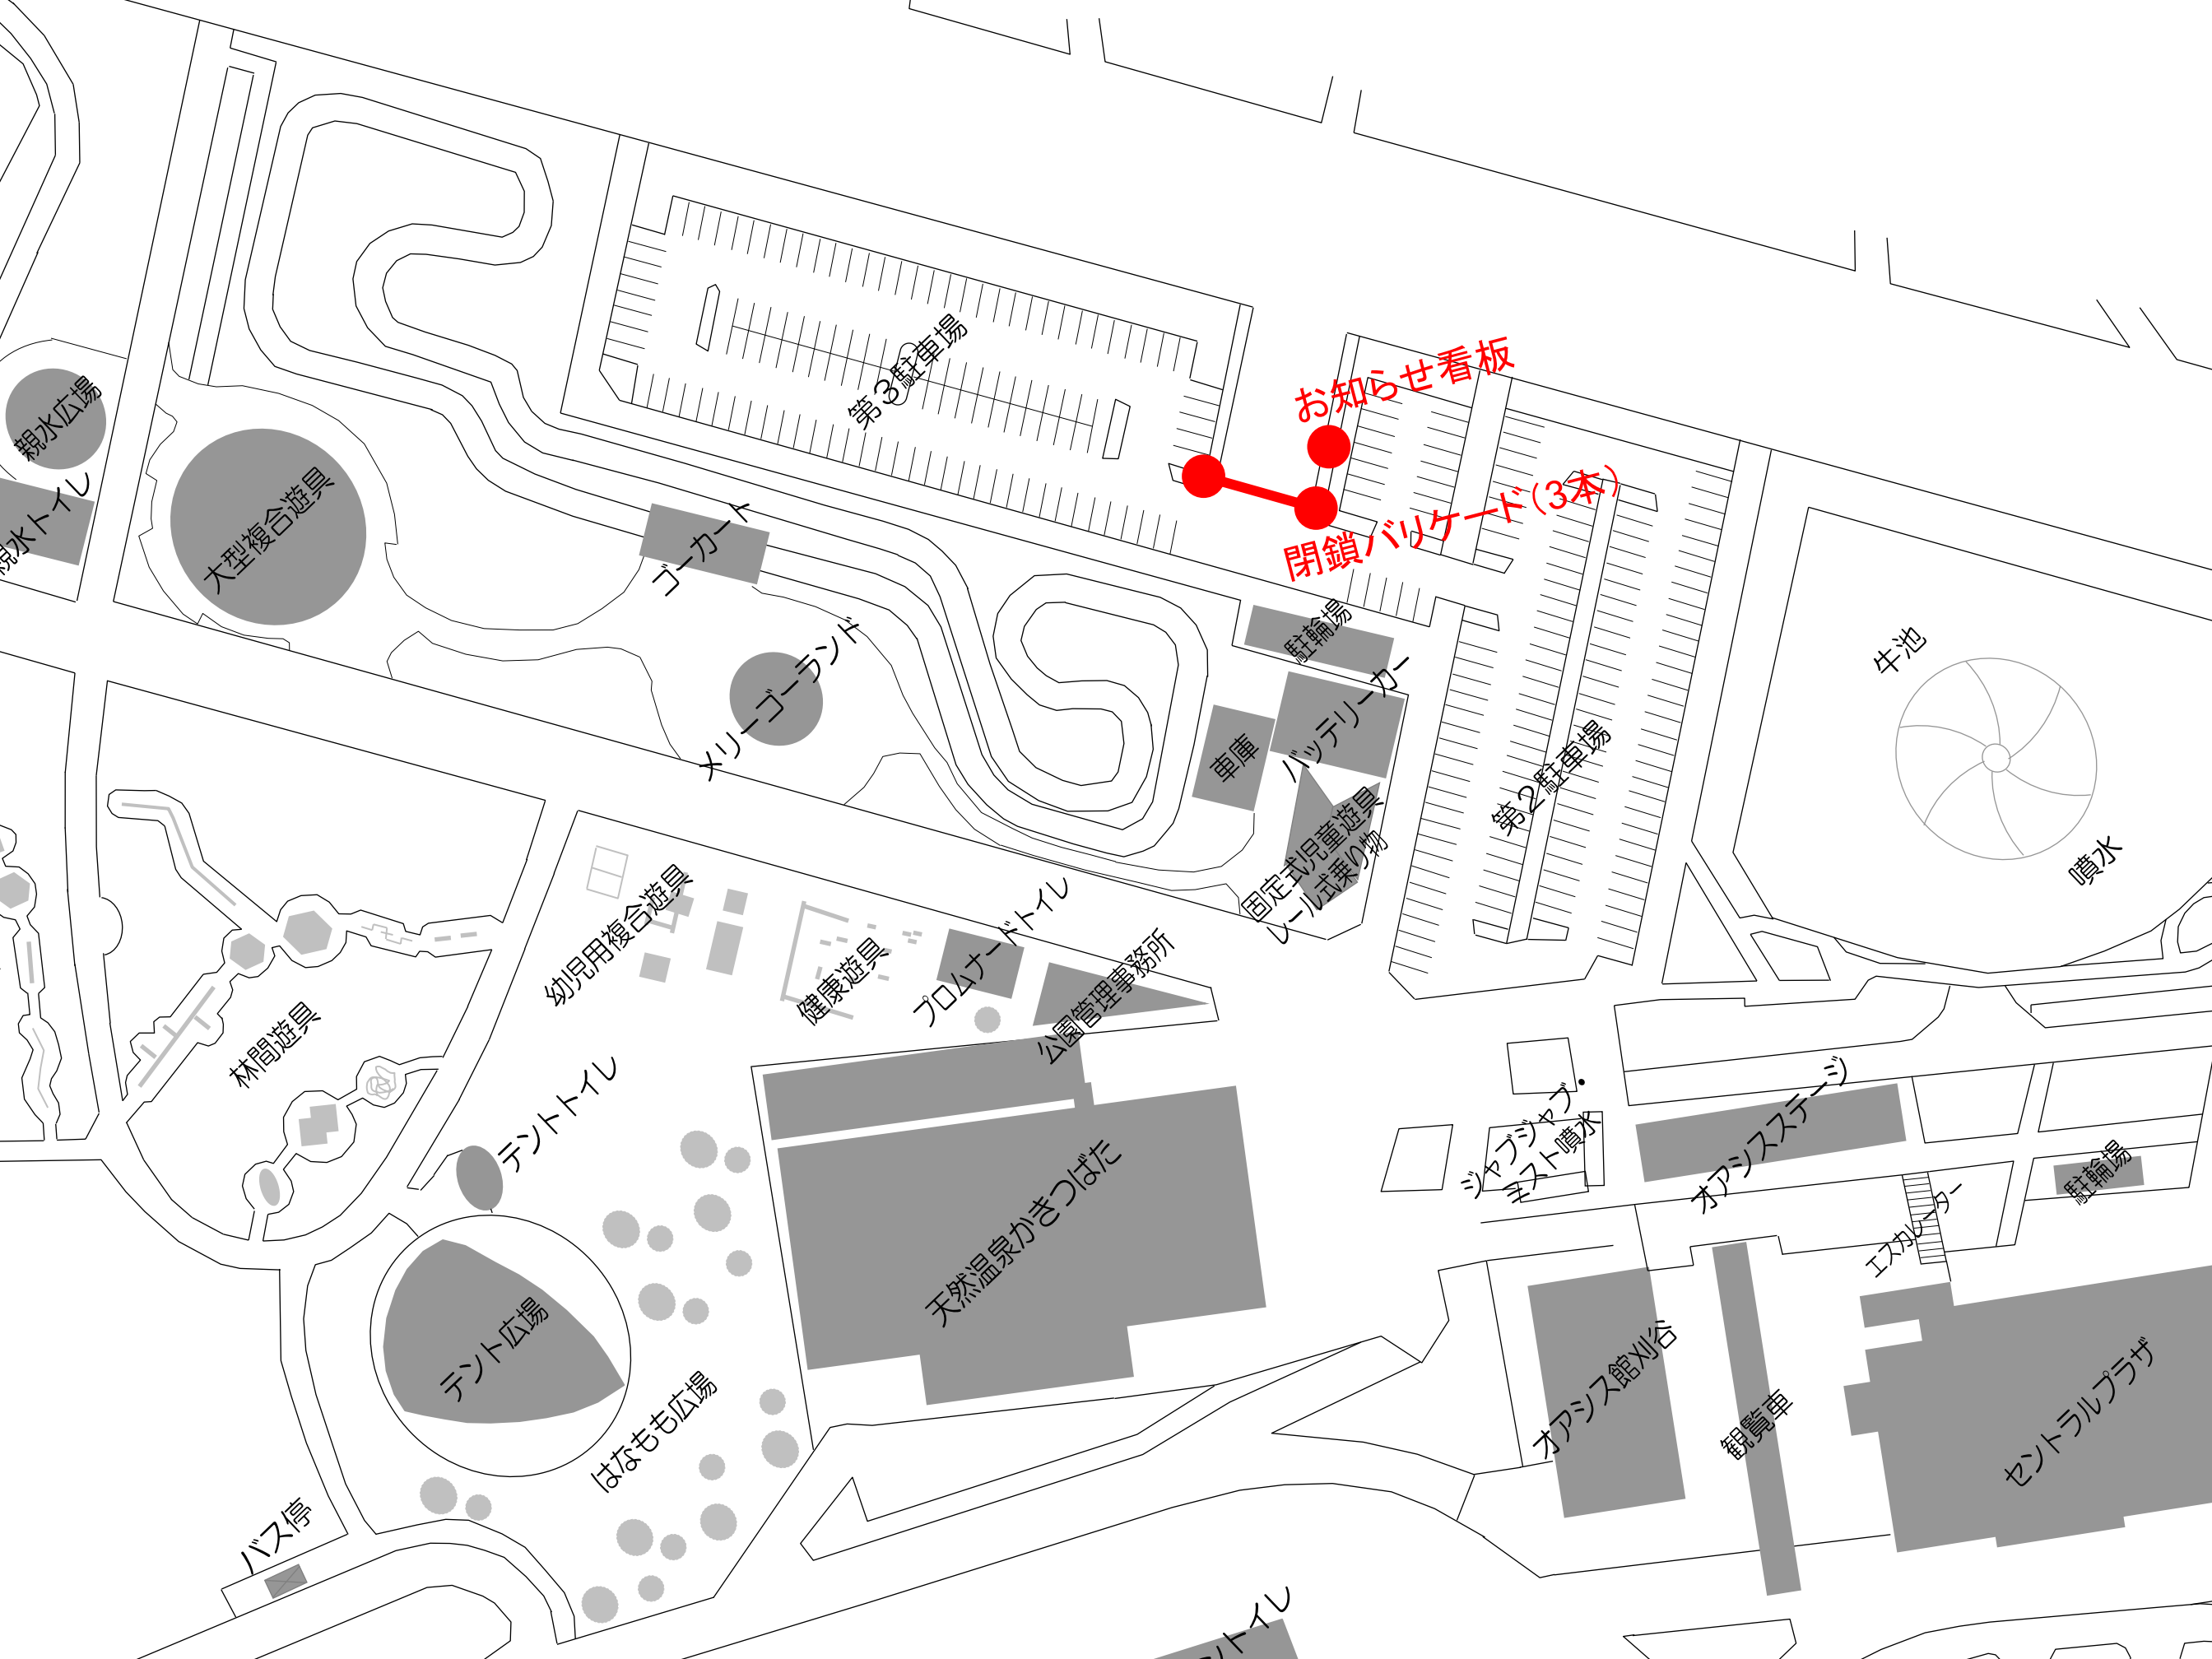 お知らせ看板
第3駐車場
親水広場
親水トイレ
大型複合遊具
ゴーカート
閉鎖バリケード(3本)
駐輪場
牛池
メリーゴーランド
バッテリーカー
車庫
第2駐車場
固定式児童遊具
レール式乗り物
噴水
幼児用複合遊具
健康遊具
プロムナードトイレ
公園管理事務所
林間遊具
テントトイレ
ジャブジャブ・
ミスト噴水
オアシスステージ
駐輪場
エスカレーター
天然温泉かきつばた
テント広場
はなもも広場
オアシス館刈谷
観覧車
セントラルプラザ
バス停
トイレ